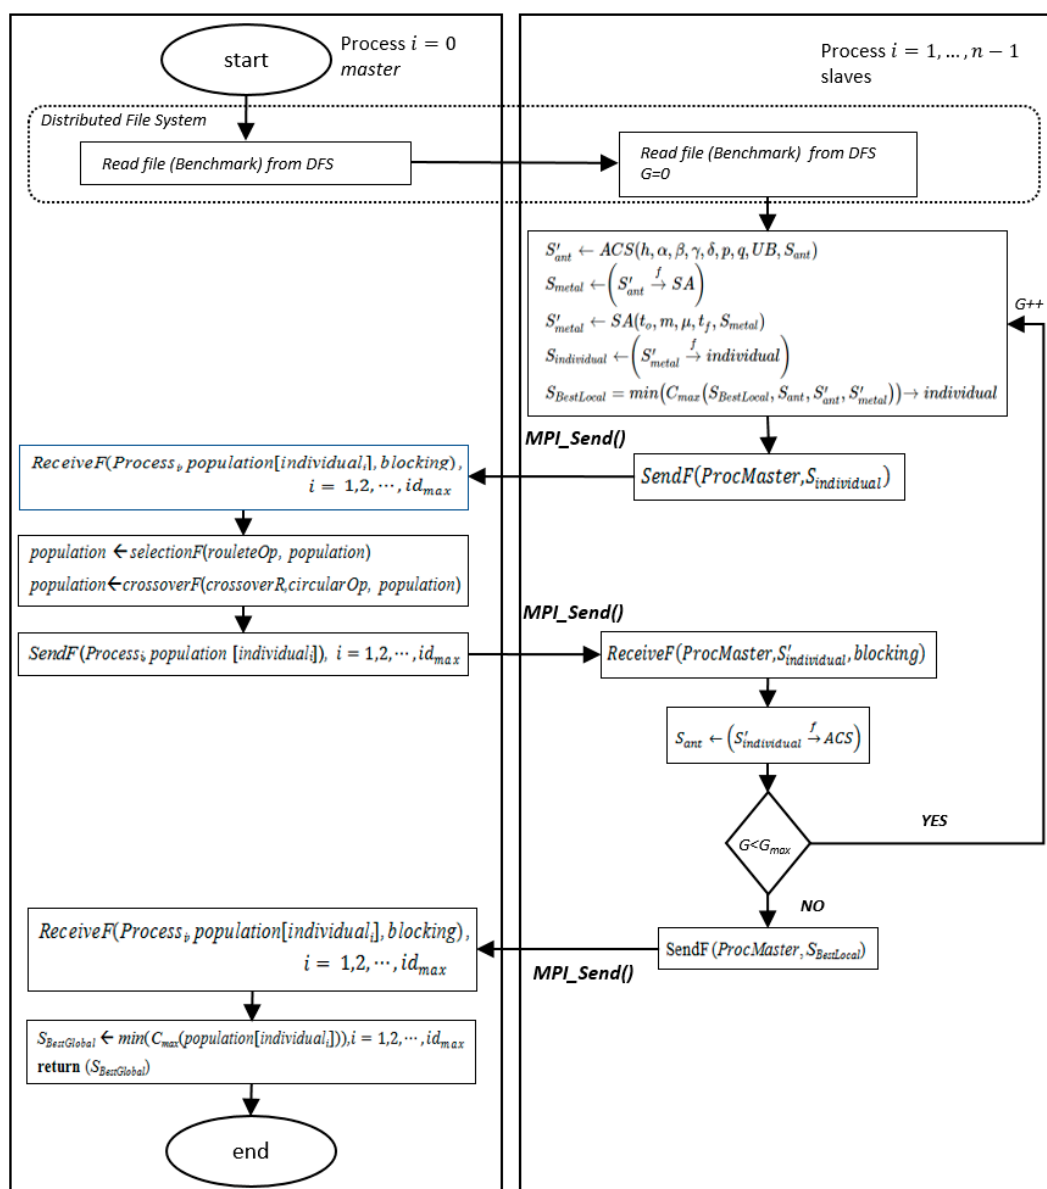 start
Process i = 0
master
Process i = 1, … , n − 1
slaves
Distributed File System
Read file (Benchmark) from DFS
Read file (Benchmark) from DFS
G=0
S′ant ← ACS(h, α, β, γ, δ, p, q, UB, Sant)
Smetal ← (S′ant →f SA)
S′metal ← SA(to, m, μ, tf, Smetal)
Sindividual ← (S′metal →f individual)
SBestLocal = min(Cmax(SBestLocal, Sant, S′ant, S′metal)) → individual
G++
MPI_Send()
ReceiveF(Processi, population[individuali], blocking),
i = 1,2, ⋯ , idmax
SendF(ProcMaster,Sindividual)
population ← selectionF(rouleteOp, population)
population←crossoverF(crossoverR,circularOp, population)
MPI_Send()
SendF(Processi, population [individuali]), i = 1,2, ⋯ , idmax
ReceiveF(ProcMaster,S′individual, blocking)
Sant ← (S′individual →f ACS)
G<Gmax
YES
NO
ReceiveF(Processi, population[individuali], blocking),
i = 1,2, ⋯ , idmax
SendF(ProcMaster, SBestLocal)
MPI_Send()
SBestGlobal ← min( Cmax(population[individuali])),i = 1,2, ⋯ , idmax
return (SBestGlobal)
end